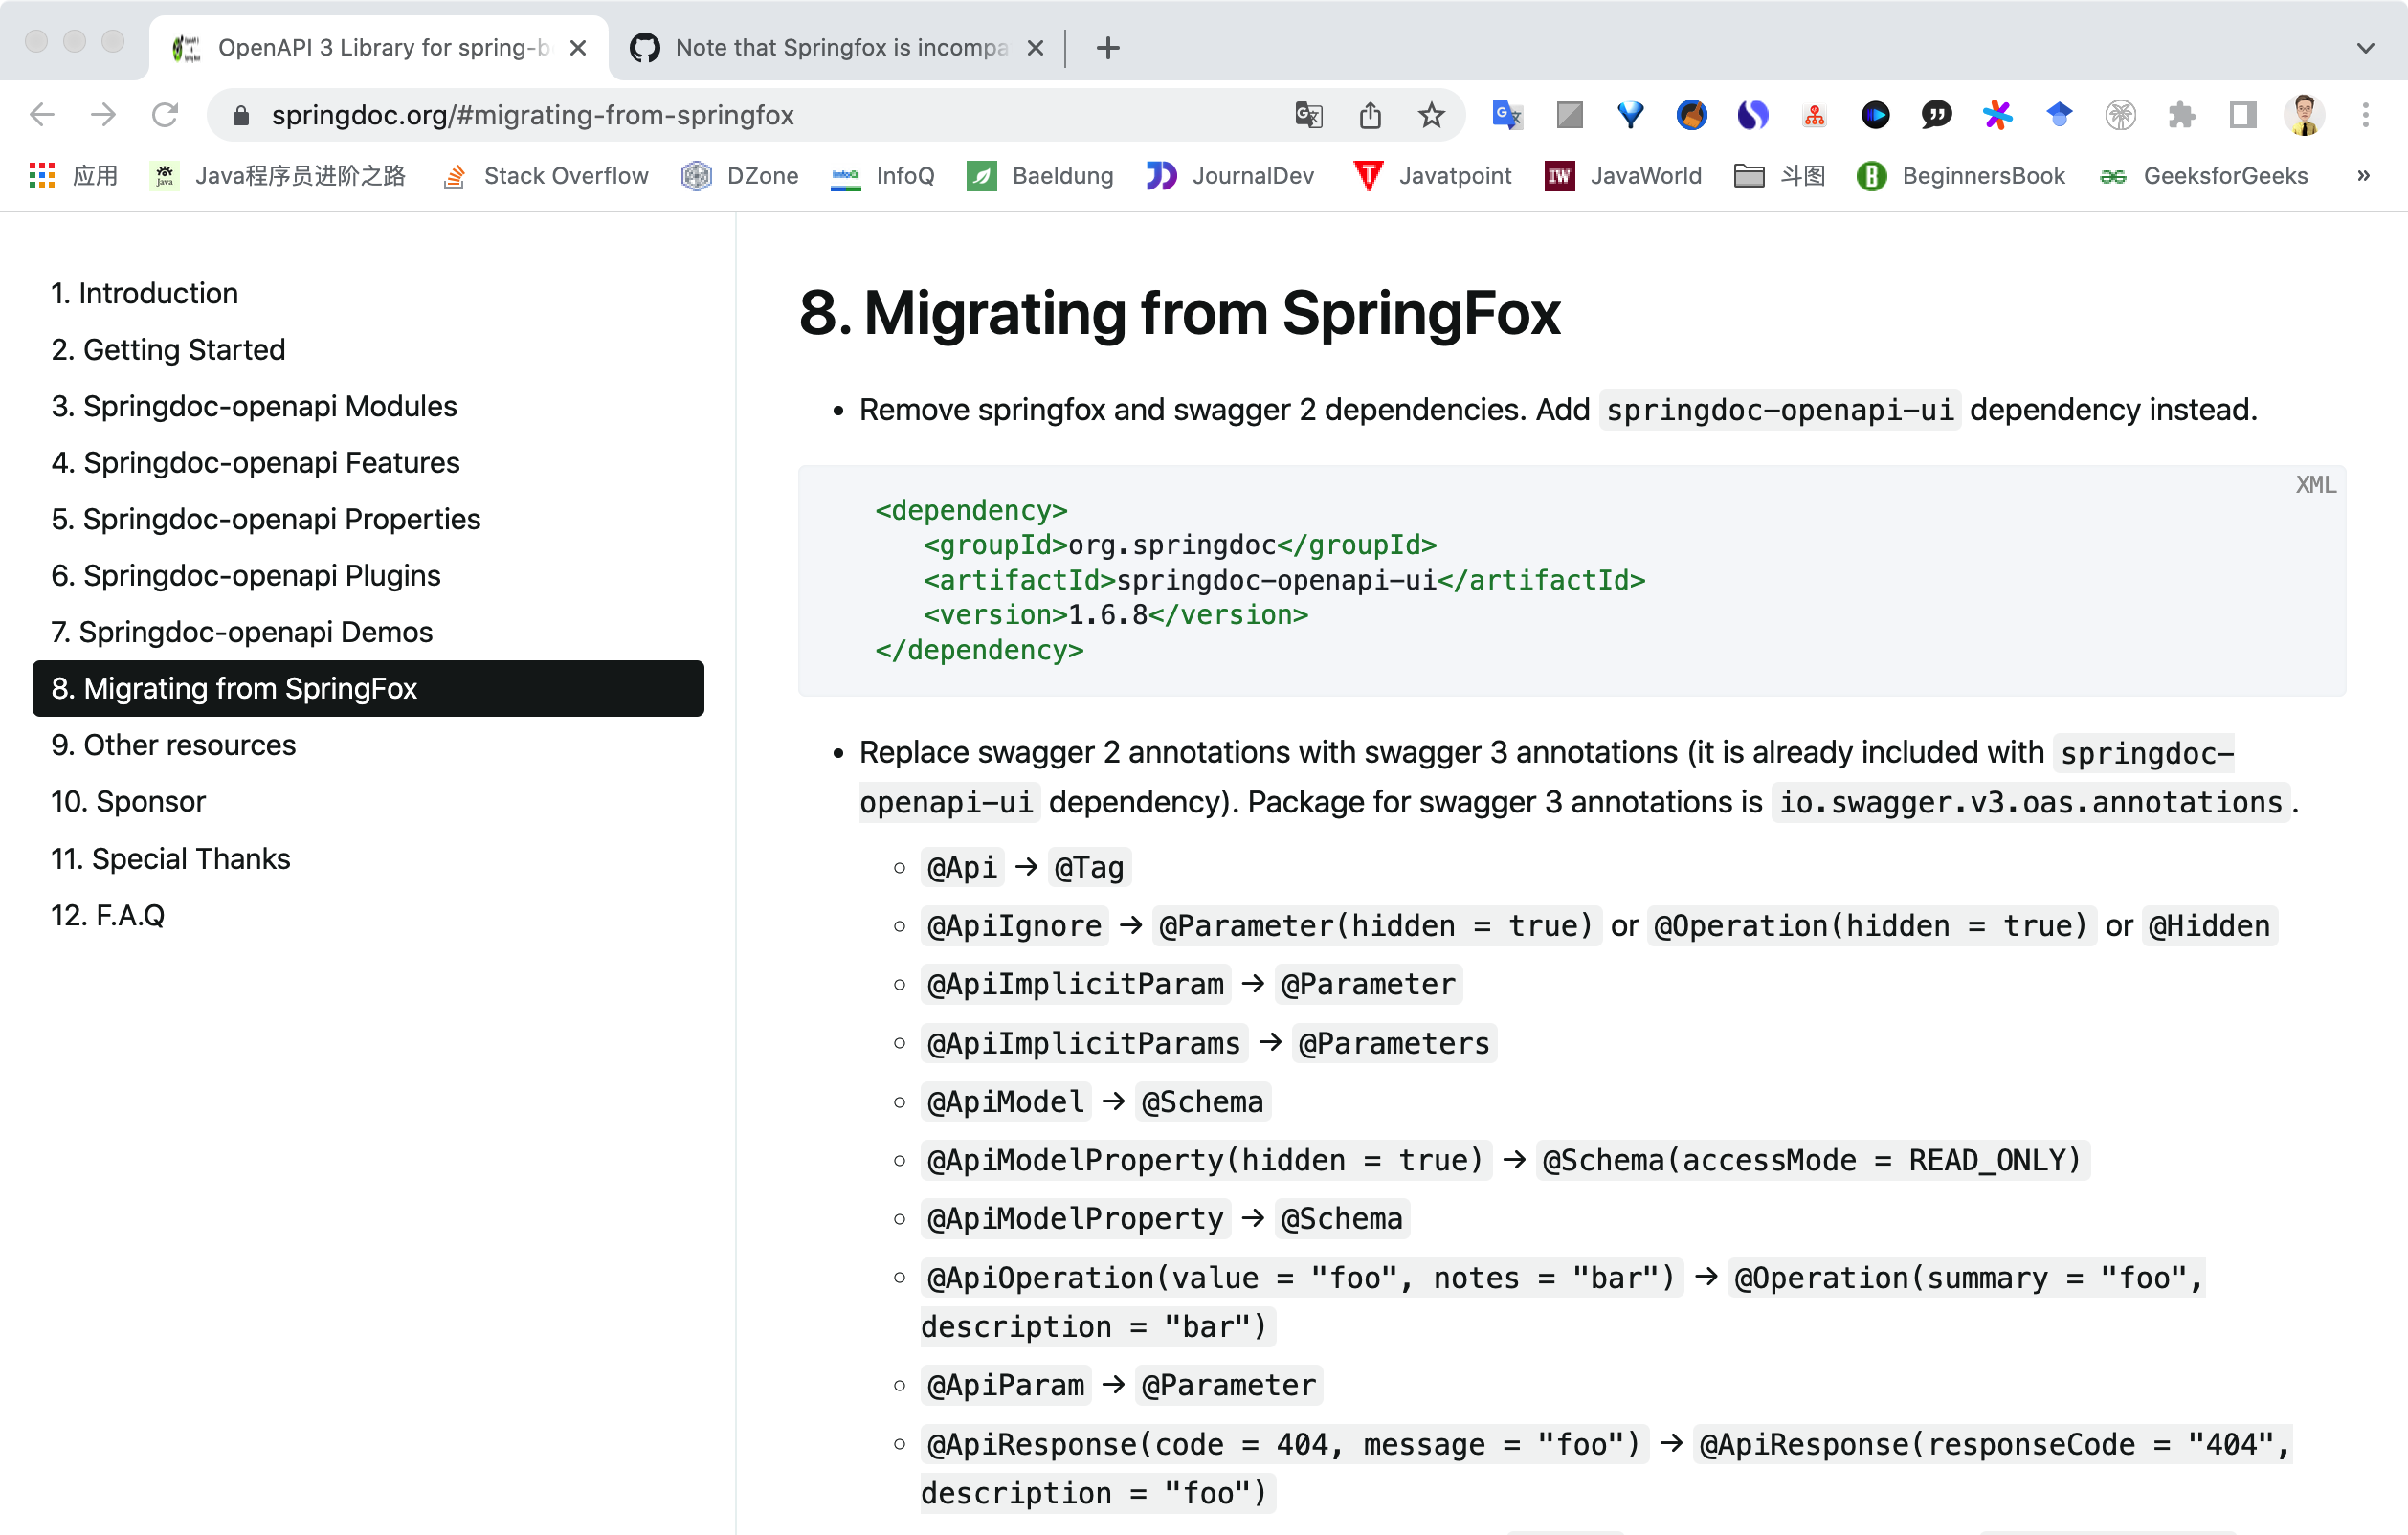 OpenAPI 3 Library for spring-b
Note that Springfox is incompa
springdoc.org/#migrating-from-springfox
应用
Java程序员进阶之路
Stack Overflow
DZone
InfoQ
Baeldung
JournalDev
Javatpoint
JavaWorld
斗图
BeginnersBook
GeeksforGeeks
»
1. Introduction
2. Getting Started
3. Springdoc-openapi Modules
4. Springdoc-openapi Features
5. Springdoc-openapi Properties
6. Springdoc-openapi Plugins
7. Springdoc-openapi Demos
8. Migrating from SpringFox
9. Other resources
10. Sponsor
11. Special Thanks
12. F.A.Q
8. Migrating from SpringFox
• Remove springfox and swagger 2 dependencies. Add springdoc-openapi-ui dependency instead.
XML
<dependency>
<groupId>org.springdoc</groupId>
<artifactId>springdoc-openapi-ui</artifactId>
<version>1.6.8</version>
</dependency>
• Replace swagger 2 annotations with swagger 3 annotations (it is already included with springdoc-
openapi-ui dependency). Package for swagger 3 annotations is io.swagger.v3.oas.annotations.
◦ @Api → @Tag
◦ @ApiIgnore → @Parameter(hidden = true) or @Operation(hidden = true) or @Hidden
◦ @ApiImplicitParam → @Parameter
◦ @ApiImplicitParams → @Parameters
◦ @ApiModel → @Schema
◦ @ApiModelProperty(hidden = true) → @Schema(accessMode = READ_ONLY)
◦ @ApiModelProperty → @Schema
◦ @ApiOperation(value = "foo", notes = "bar") → @Operation(summary = "foo",
description = "bar")
◦ @ApiParam → @Parameter
◦ @ApiResponse(code = 404, message = "foo") → @ApiResponse(responseCode = "404",
description = "foo")